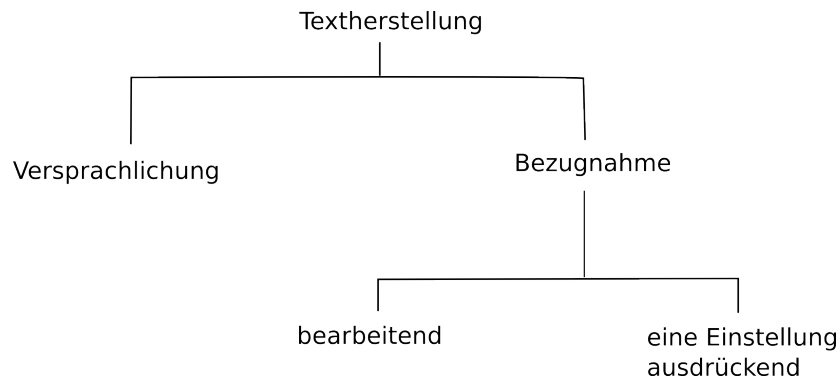 Textherstellung
Versprachlichung
Bezugnahme
bearbeitend
eine Einstellung
ausdrückend